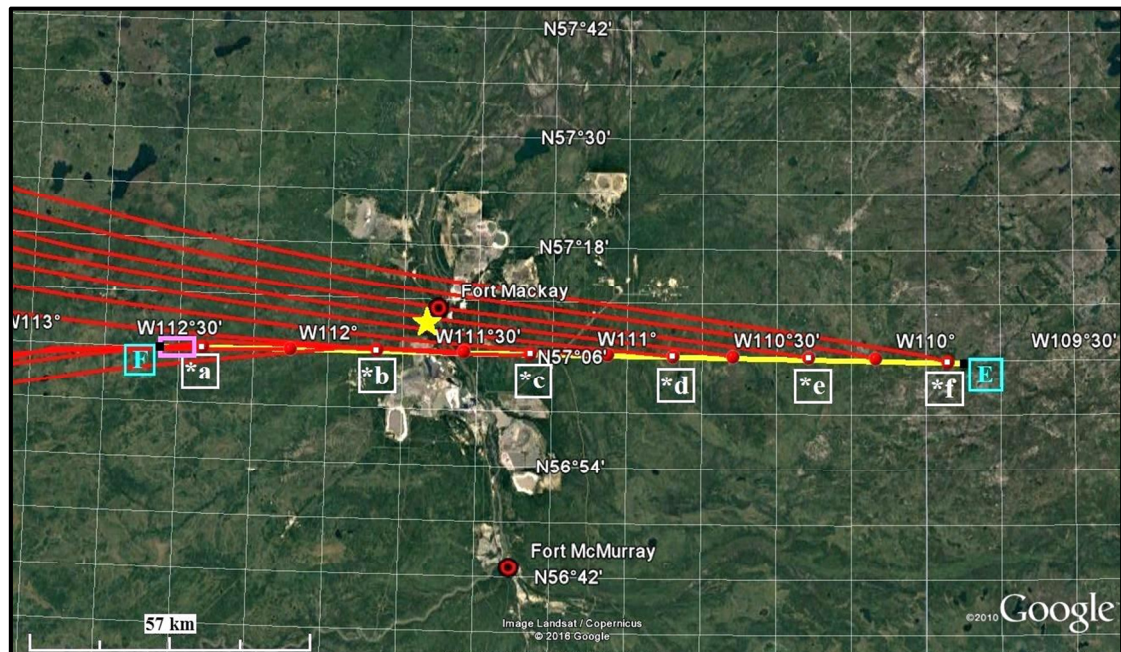 N57°42'
N57°30'
N57°18'
Fort Mackay
W112°30'
W112°
W111°30'
W111°
W110°30'
W110°
W109°30'
N57°06'
F
*a
*b
*c
*d
*e
*f
E
N56°54'
Fort McMurray
N56°42'
57 km
Image Landsat / Copernicus
© 2016 Google
©2010 Google